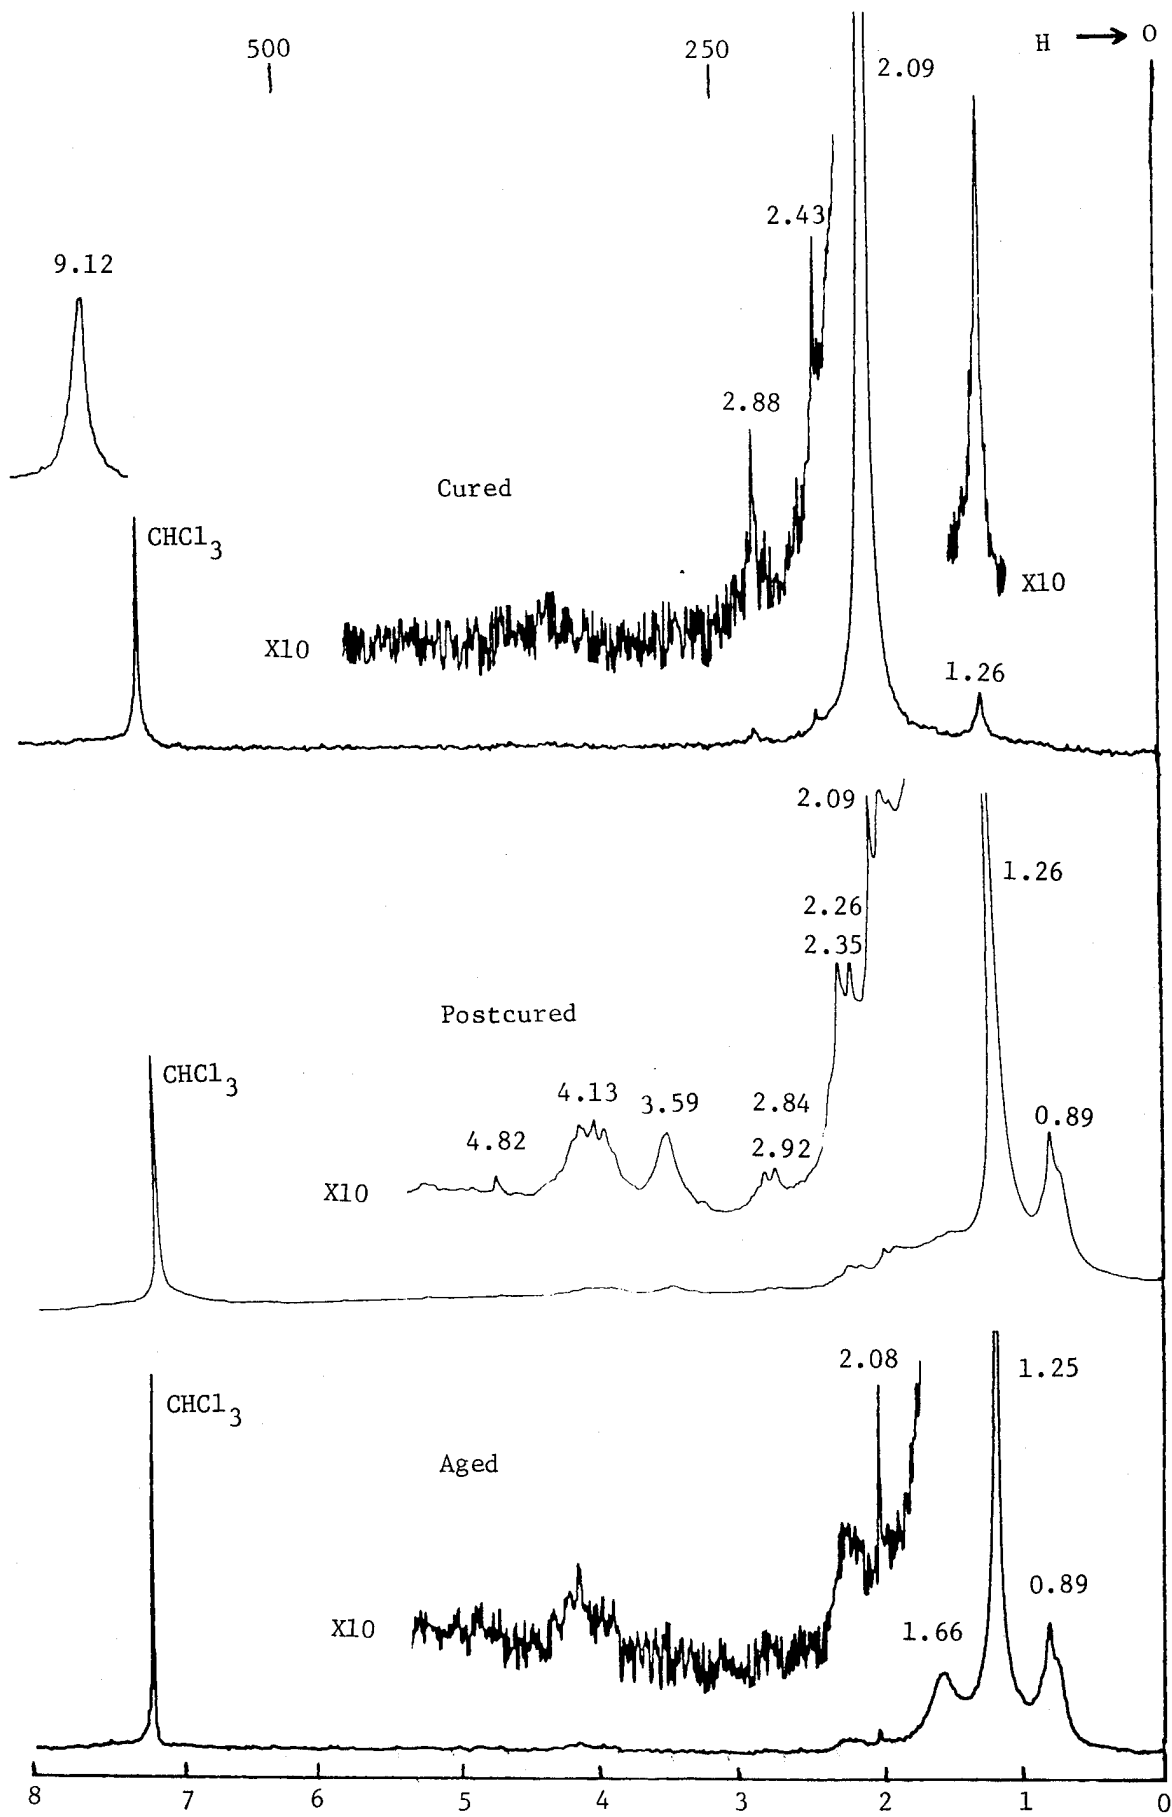 500
250
H → 0
2.09
2.43
9.12
2.88
Cured
CHCl3
X10
X10
1.26
2.09
1.26
2.26
2.35
Postcured
CHCl3
4.13
3.59
2.84
0.89
4.82
2.92
X10
2.08
1.25
CHCl3
Aged
0.89
X10
1.66
8 7 6 5 4 3 2 1 0